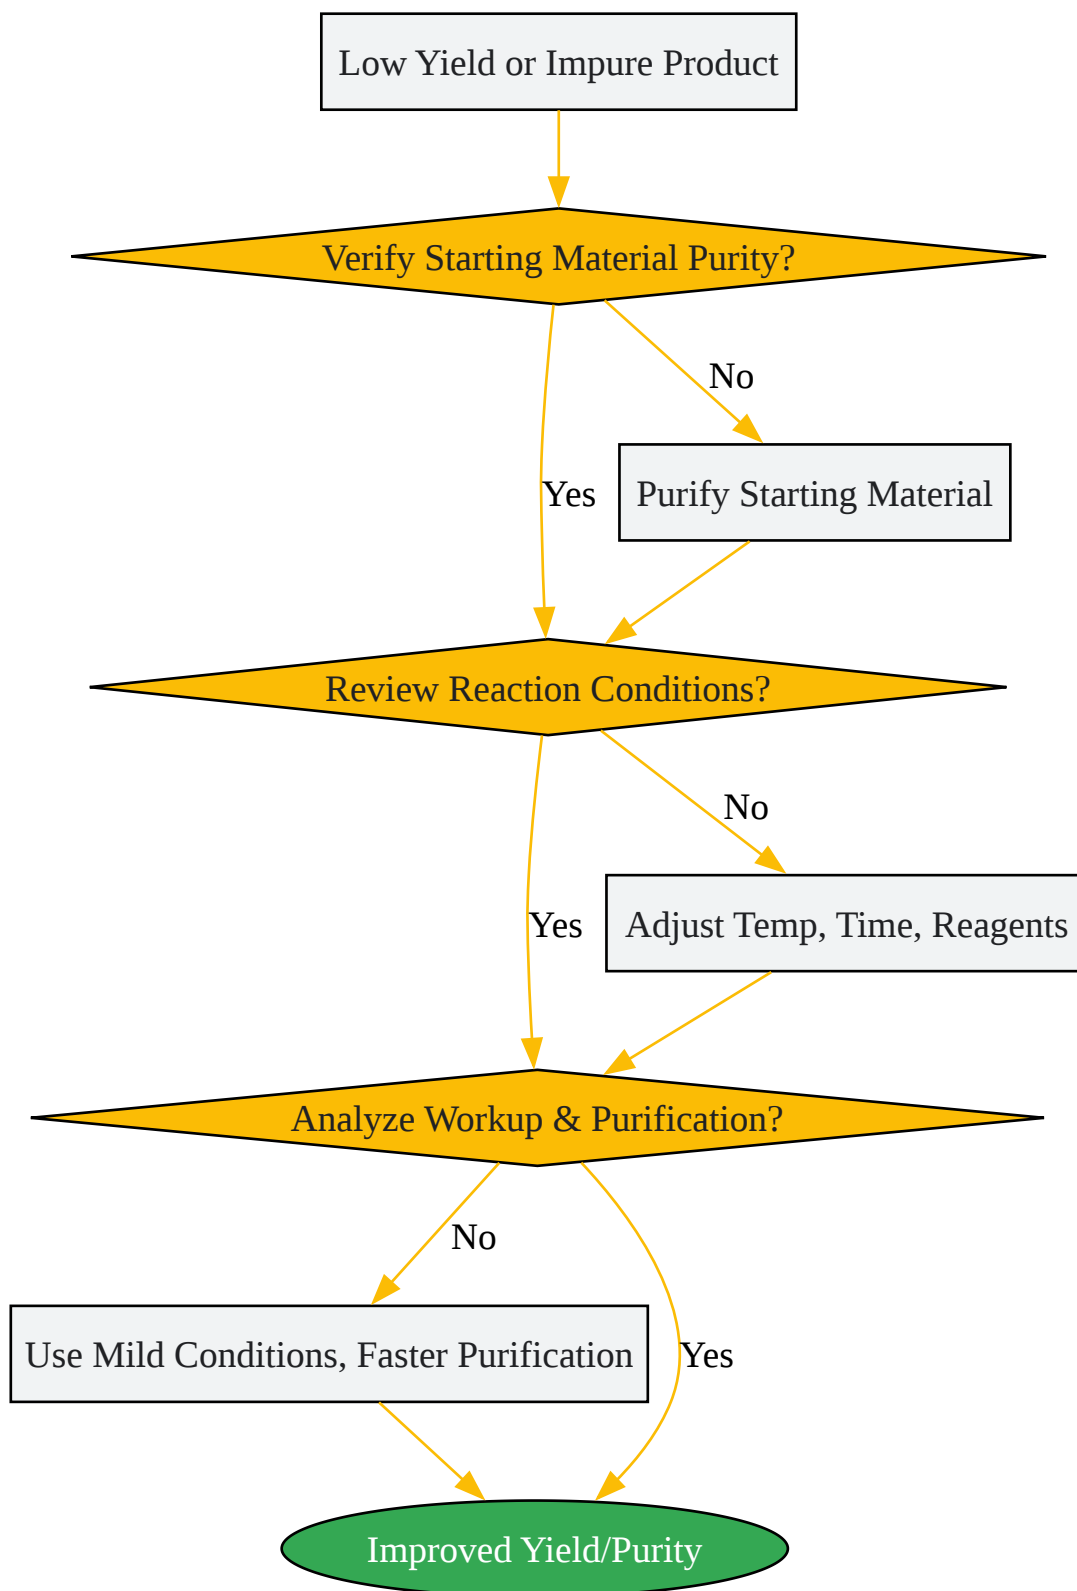 Low Yield or Impure Product
Verify Starting Material Purity?
No
Yes
Purify Starting Material
Review Reaction Conditions?
No
Yes
Adjust Temp, Time, Reagents
Analyze Workup & Purification?
No
Use Mild Conditions, Faster Purification
Yes
Improved Yield/Purity